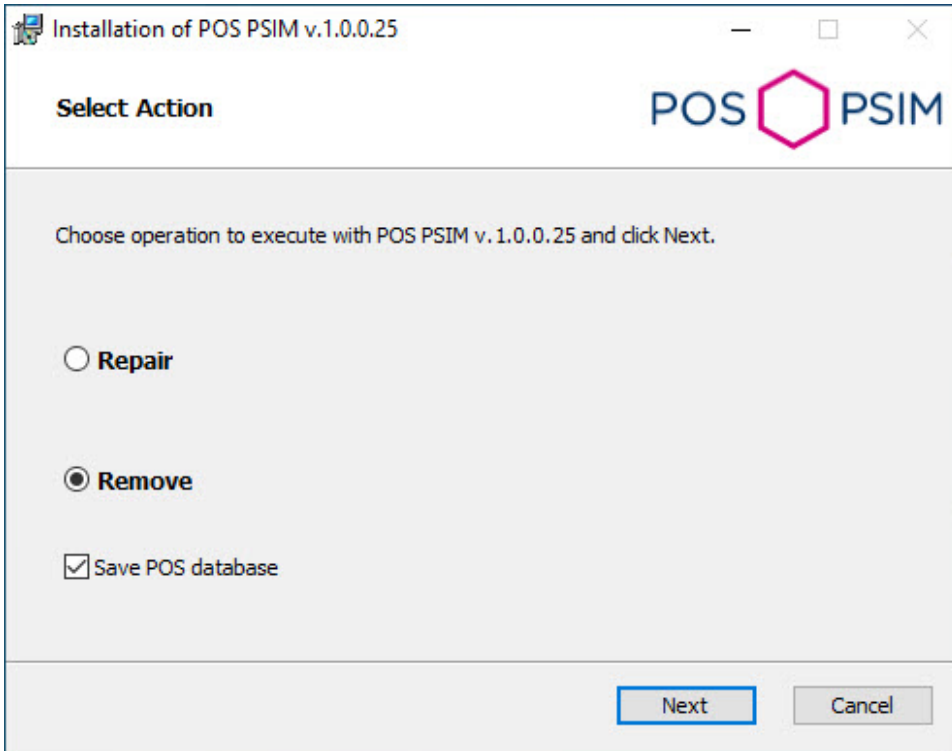 Installation of POS PSIM v.1.0.0.25
Select Action
POS PSIM
Choose operation to execute with POS PSIM v.1.0.0.25 and click Next.
Repair
Remove
Save POS database
Next Cancel